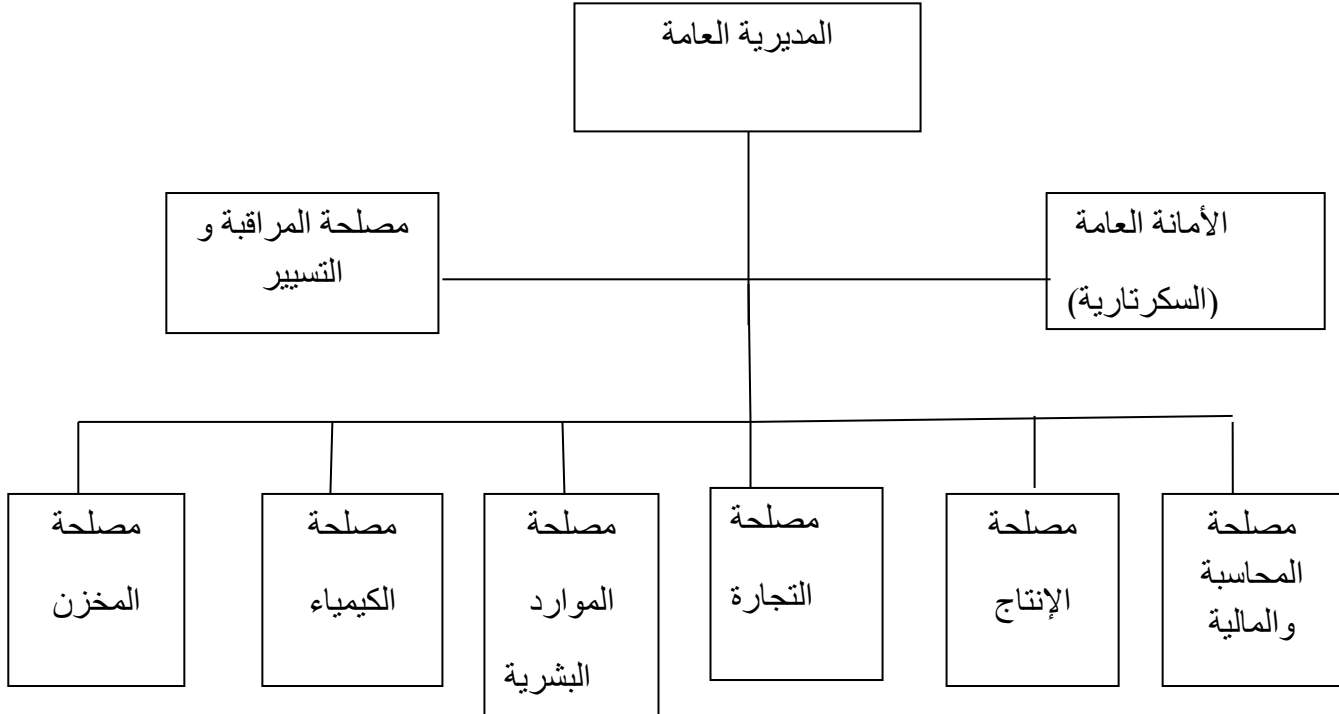 المديرية العامة
الأمانة العامة
(السكرتارية)
مصلحة المراقبة و
التسيير
مصلحة
المحاسبة
والمالية
مصلحة
الإنتاج
مصلحة
التجارة
مصلحة
الموارد
البشرية
مصلحة
الكيمياء
مصلحة
المخزن